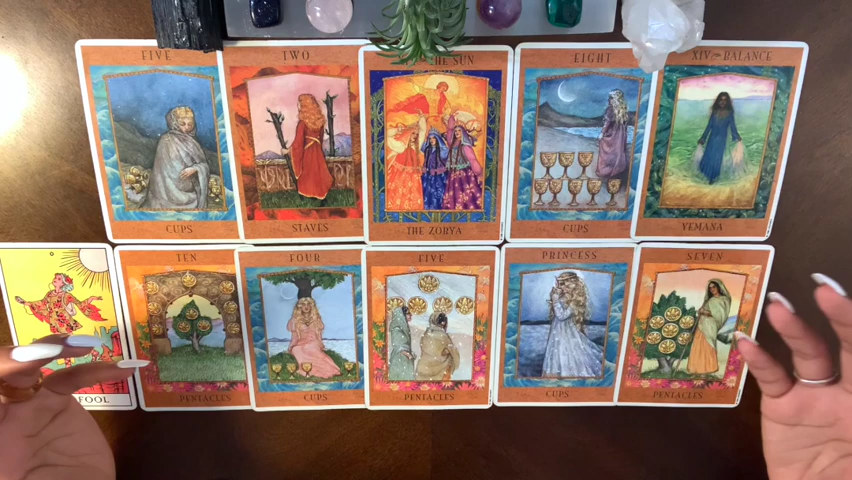 FIVE
TWO
THE SUN
EIGHT
XIV BALANCE
CUPS
STAVES
THE ZORYA
CUPS
YEMANA
TEN
FOUR
FIVE
PRINCESS
SEVEN
FOOL
PENTACLES
CUPS
PENTACLES
CUPS
PENTACLES